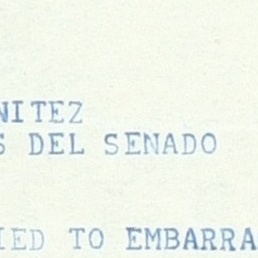 NITEZ
S DEL SENADO
IED TO EMBARRA